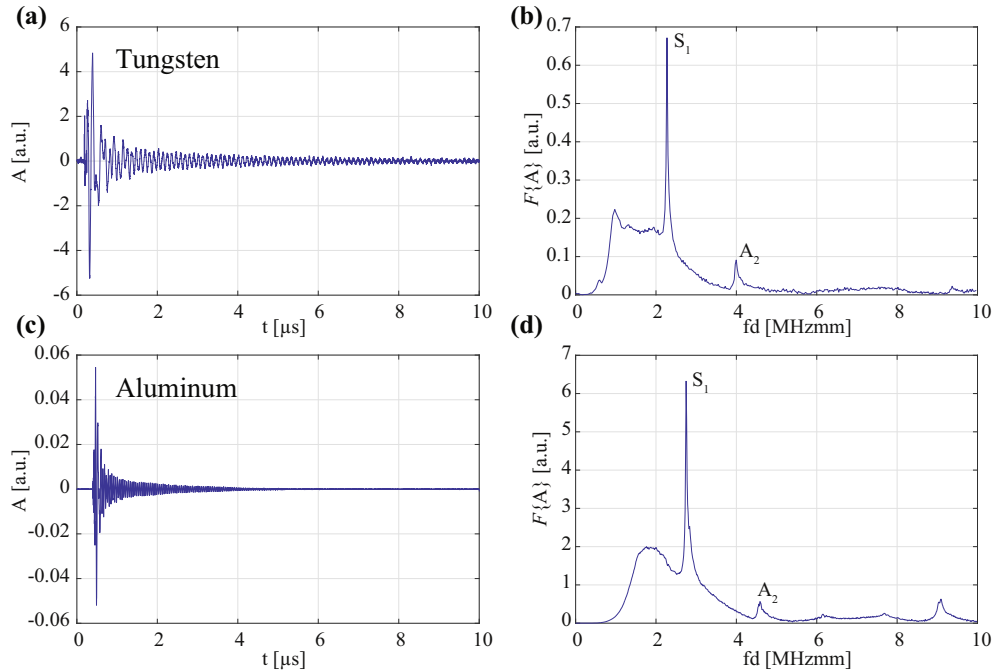 (a)
6
4
2
0
-2
-4
-6
A [a.u.]
Tungsten
0 2 4 6 8 10
t [µs]
(b)
0.7
0.6
0.5
0.4
0.3
0.2
0.1
0
F{A} [a.u.]
S1
A2
0 2 4 6 8 10
fd [MHzmm]
(c)
0.06
0.04
0.02
0
-0.02
-0.04
-0.06
A [a.u.]
Aluminum
0 2 4 6 8 10
t [µs]
(d)
7
6
5
4
3
2
1
0
F{A} [a.u.]
S1
A2
0 2 4 6 8 10
fd [MHzmm]